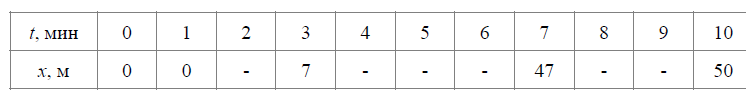 t, мин 0 1 2 3 4 5 6 7 8 9 10
x, м 0 0 - 7 - - - 47 - - 50